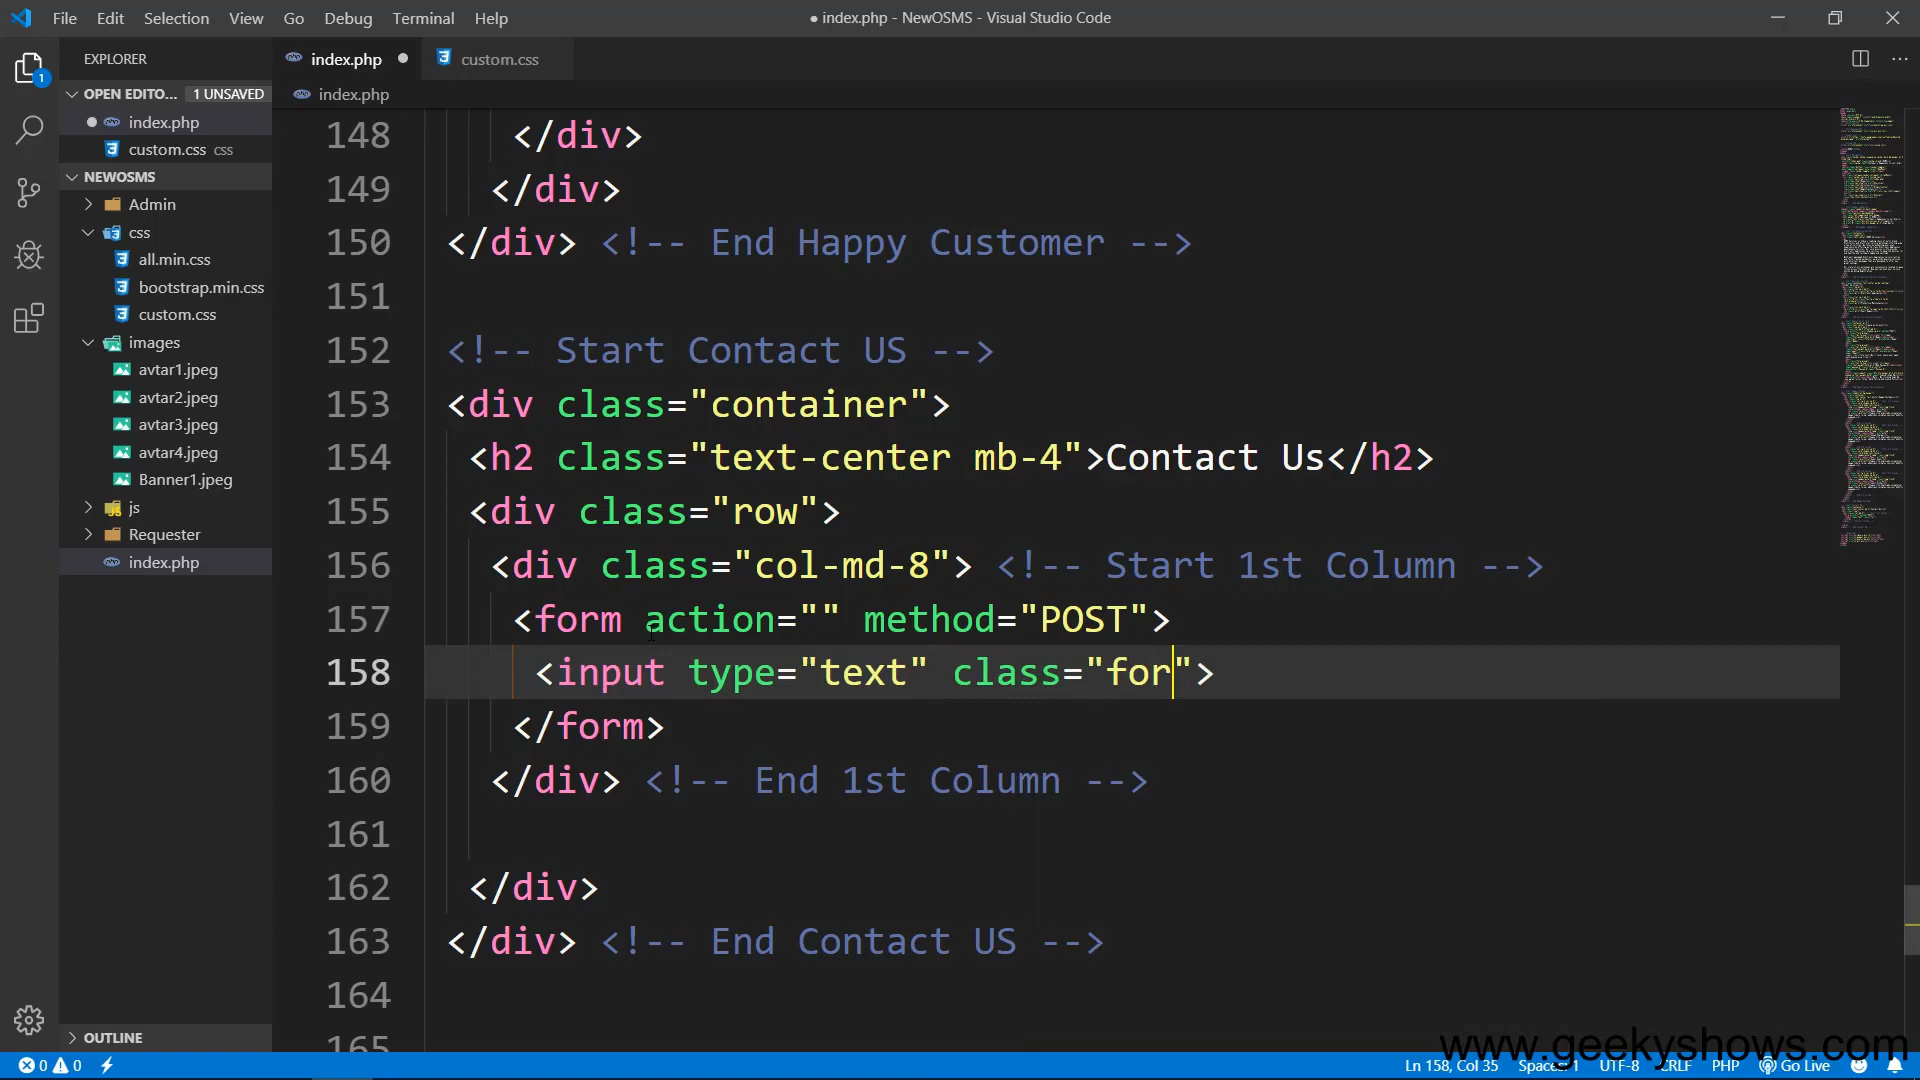 File Edit Selection View Go Debug Terminal Help
● index.php - NewOSMS - Visual Studio Code
EXPLORER
OPEN EDITO... 1 UNSAVED
index.php
custom.css css
NEWOSMS
Admin
css
all.min.css
bootstrap.min.css
custom.css
images
avtar1.jpeg
avtar2.jpeg
avtar3.jpeg
avtar4.jpeg
Banner1.jpeg
js
Requester
index.php
OUTLINE
1
index.php ● custom.css
index.php
148 </div>
149 </div>
150 </div> <!-- End Happy Customer -->
151
152 <!-- Start Contact US -->
153 <div class="container">
154 <h2 class="text-center mb-4">Contact Us</h2>
155 <div class="row">
156 <div class="col-md-8"> <!-- Start 1st Column -->
157 <form action="" method="POST">
158 <input type="text" class="for">
159 </form>
160 </div> <!-- End 1st Column -->
161
162 </div>
163 </div> <!-- End Contact US -->
164
165
www.geekyshows.com
0 0 Ln 158, Col 35 Spaces: 1 UTF-8 CRLF PHP Go Live